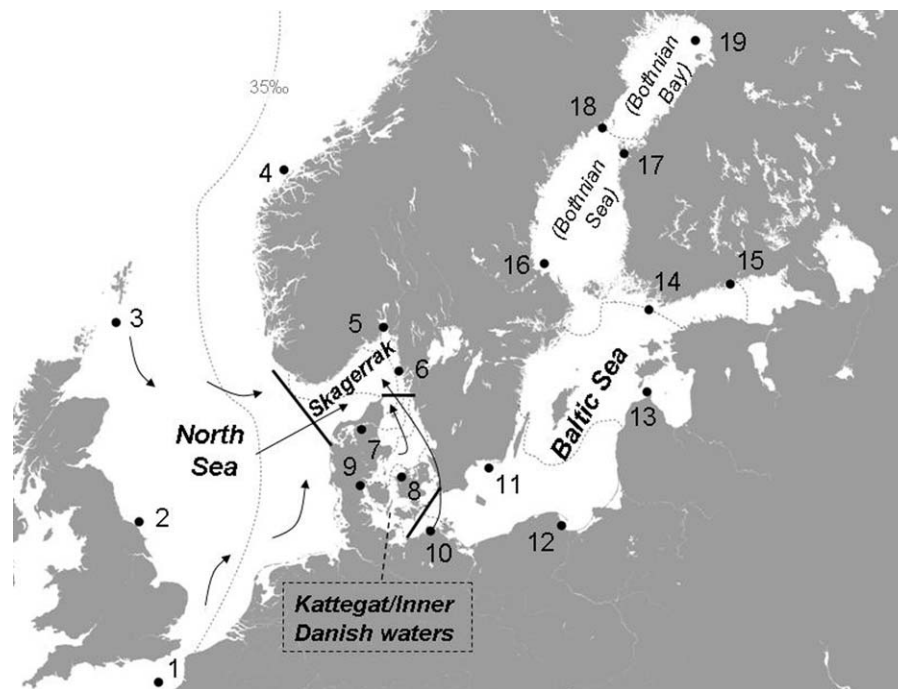 19
(Bothnian
Bay)
35‰
18
17
4
(Bothnian
Sea)
16
15
14
3
5
6
Skagerrak
Baltic Sea
13
North
Sea
7
9
8
11
2
10
12
Kattegat/Inner
Danish waters
1